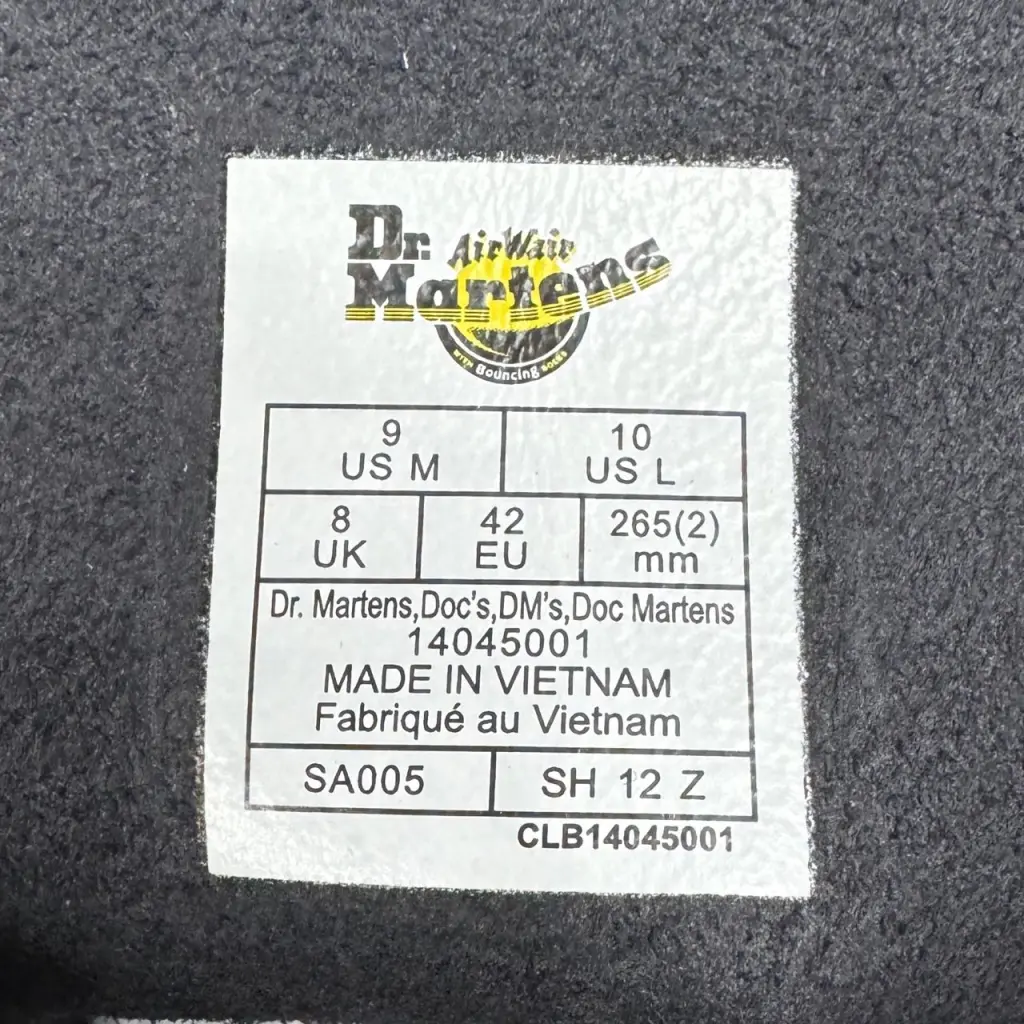 Dr. AirWair
Martens
WITH Bouncing SOLES
9
US M
10
US L
8
UK
42
EU
265(2)
mm
Dr. Martens,Doc's,DM's,Doc Martens
14045001
MADE IN VIETNAM
Fabriqué au Vietnam
SA005
SH 12 Z
CLB14045001